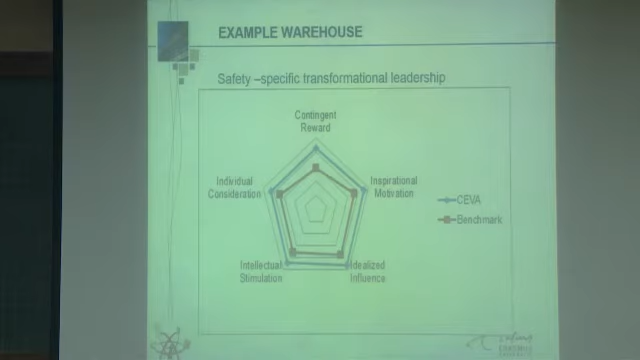 EXAMPLE WAREHOUSE
Safety –specific transformational leadership
Contingent
Reward
Individual
Consideration
Inspirational
Motivation
CEVA
Benchmark
Intellectual
Stimulation
Idealized
Influence